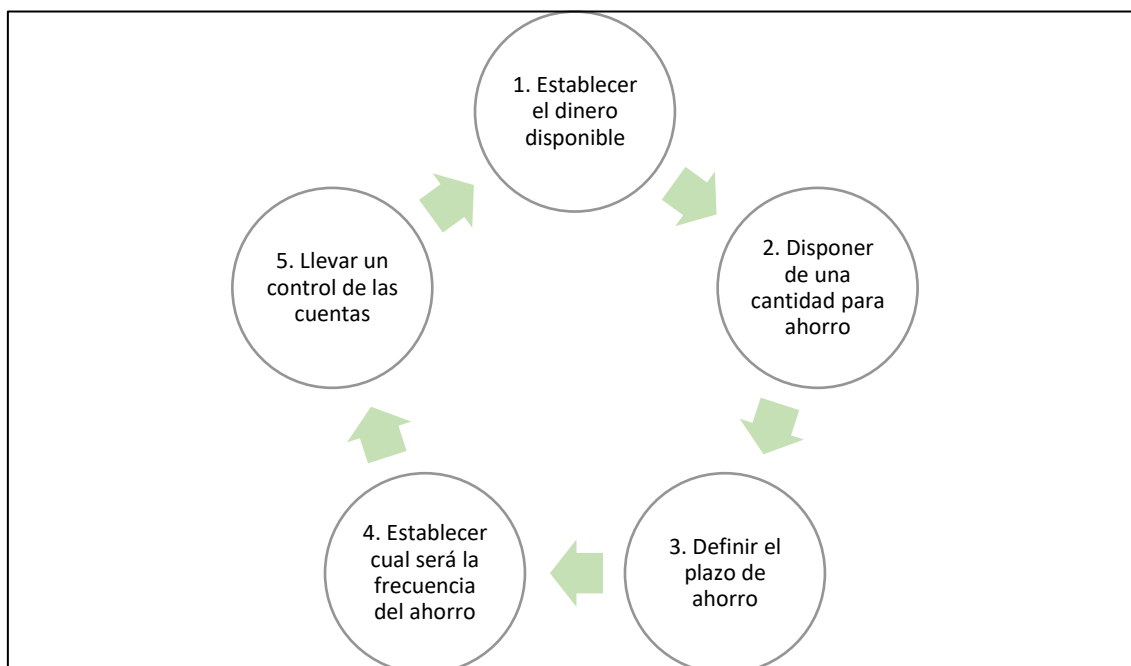 1. Establecer
el dinero
disponible
2. Disponer
de una
cantidad para
ahorro
3. Definir el
plazo de
ahorro
4. Establecer
cual será la
frecuencia
del ahorro
5. Llevar un
control de las
cuentas